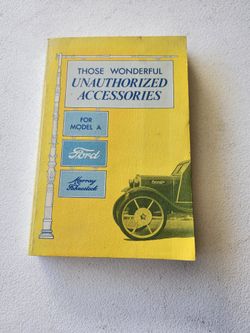 THOSE WONDERFUL
UNAUTHORIZED
ACCESSORIES
FOR
MODEL A
Ford
Murray
Fahnestock